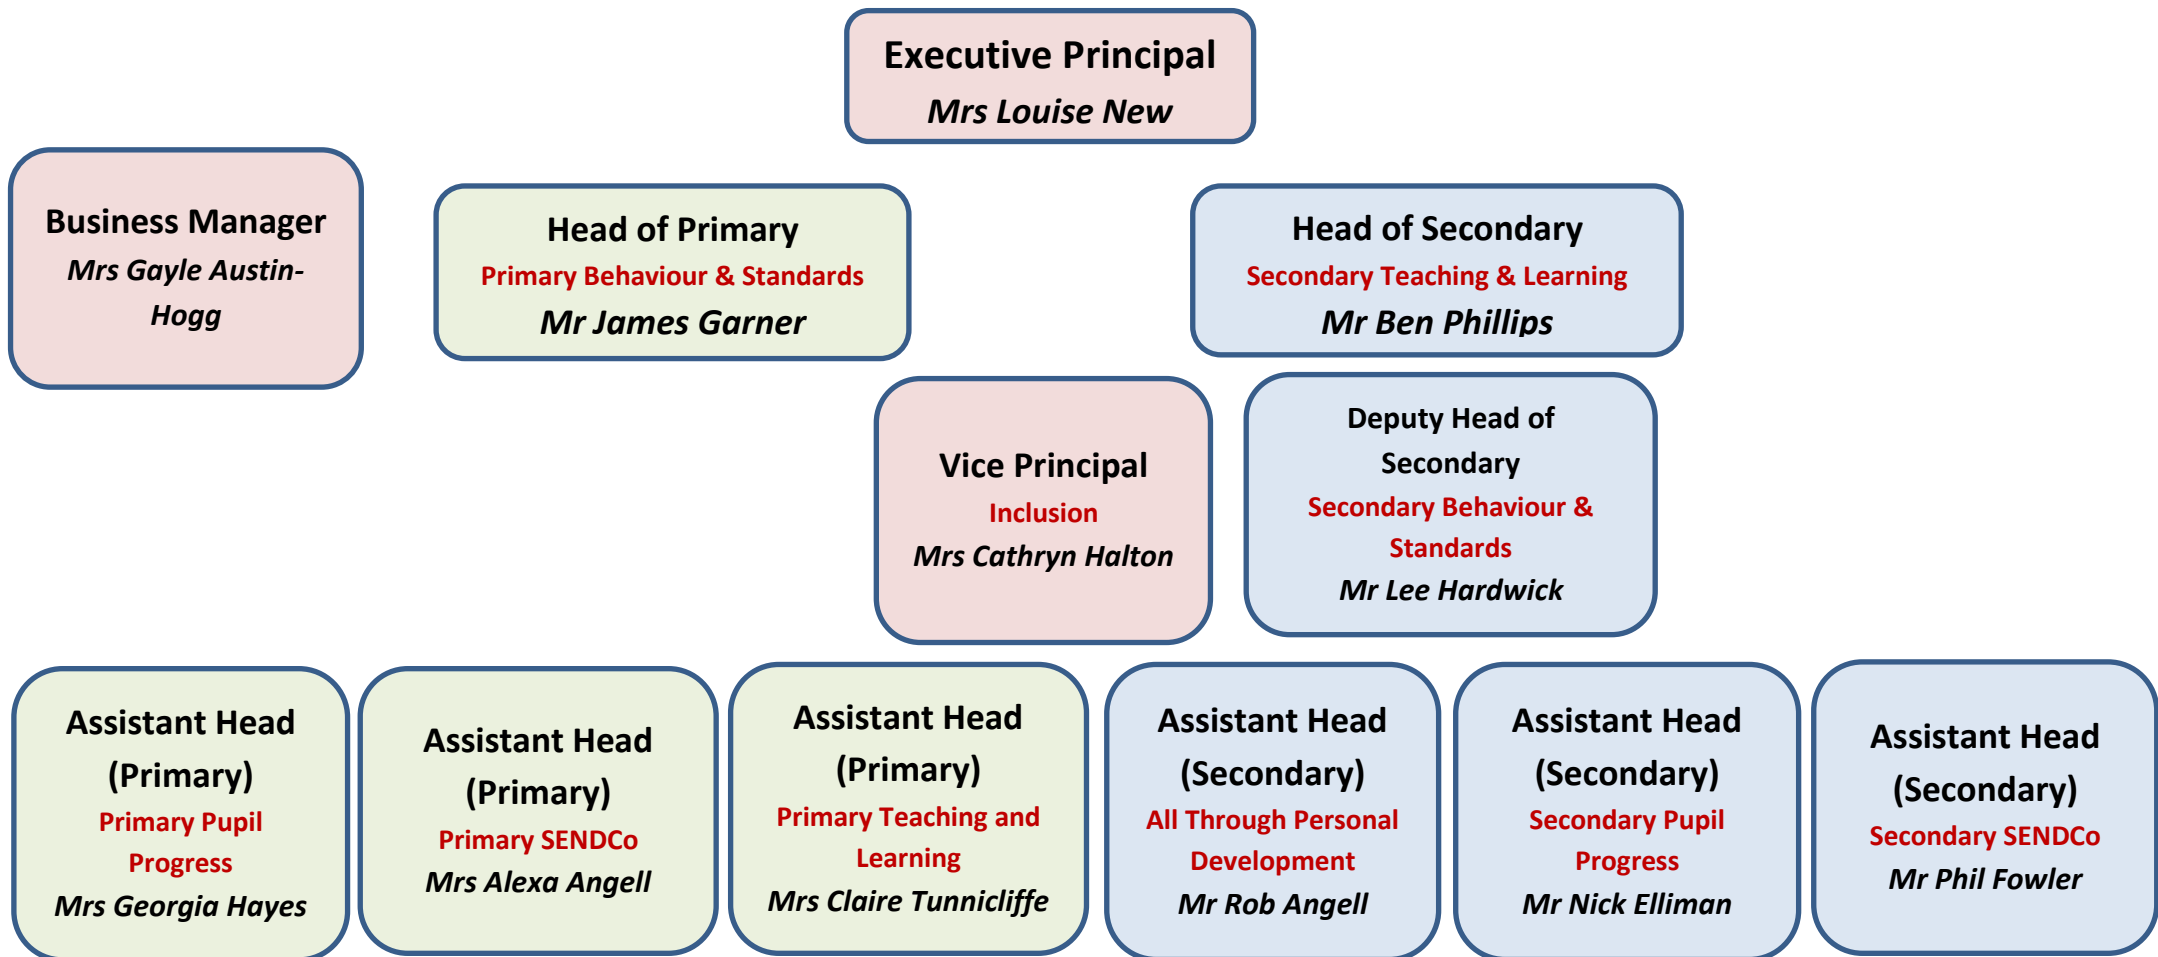 Executive Principal
Mrs Louise New
Business Manager
Mrs Gayle Austin-
Hogg
Head of Primary
Primary Behaviour & Standards
Mr James Garner
Head of Secondary
Secondary Teaching & Learning
Mr Ben Phillips
Vice Principal
Inclusion
Mrs Cathryn Halton
Deputy Head of
Secondary
Secondary Behaviour &
Standards
Mr Lee Hardwick
Assistant Head
(Primary)
Primary Pupil
Progress
Mrs Georgia Hayes
Assistant Head
(Primary)
Primary SENDCo
Mrs Alexa Angell
Assistant Head
(Primary)
Primary Teaching and
Learning
Mrs Claire Tunnicliffe
Assistant Head
(Secondary)
All Through Personal
Development
Mr Rob Angell
Assistant Head
(Secondary)
Secondary Pupil
Progress
Mr Nick Elliman
Assistant Head
(Secondary)
Secondary SENDCo
Mr Phil Fowler